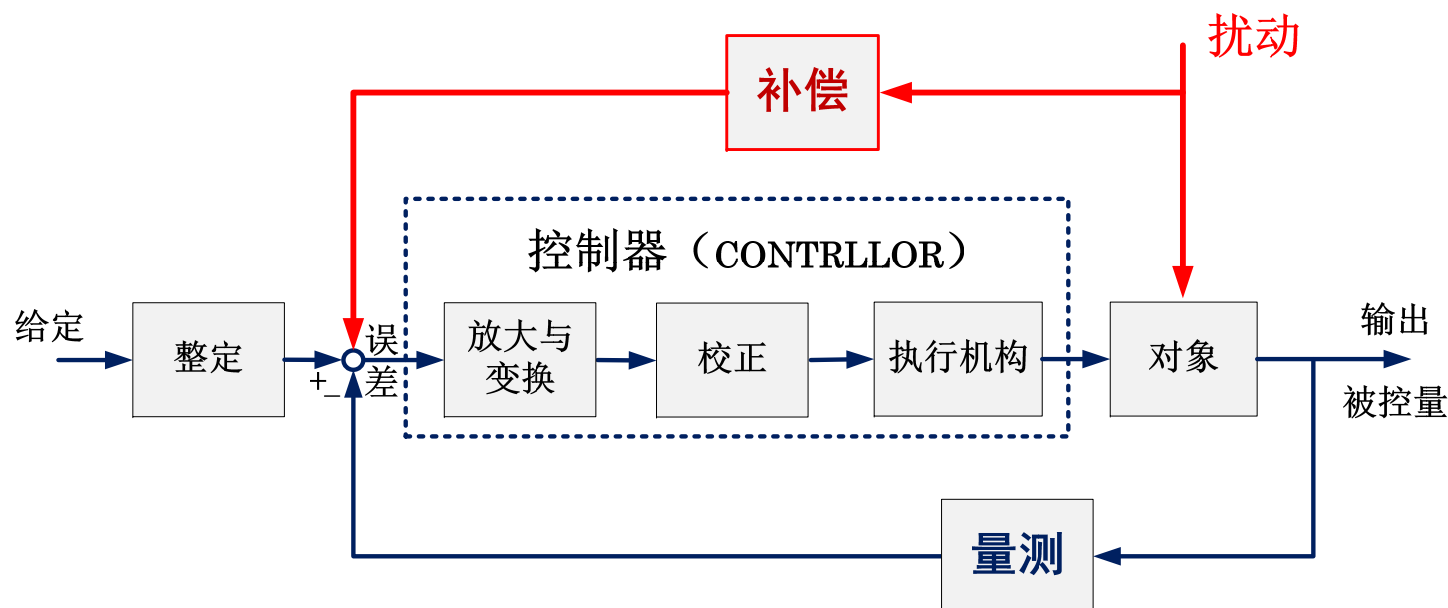 扰动
补偿
控制器（CONTRLLOR）
给定
整定
+
−
误
差
放大与
变换
校正
执行机构
对象
输出
被控量
量测